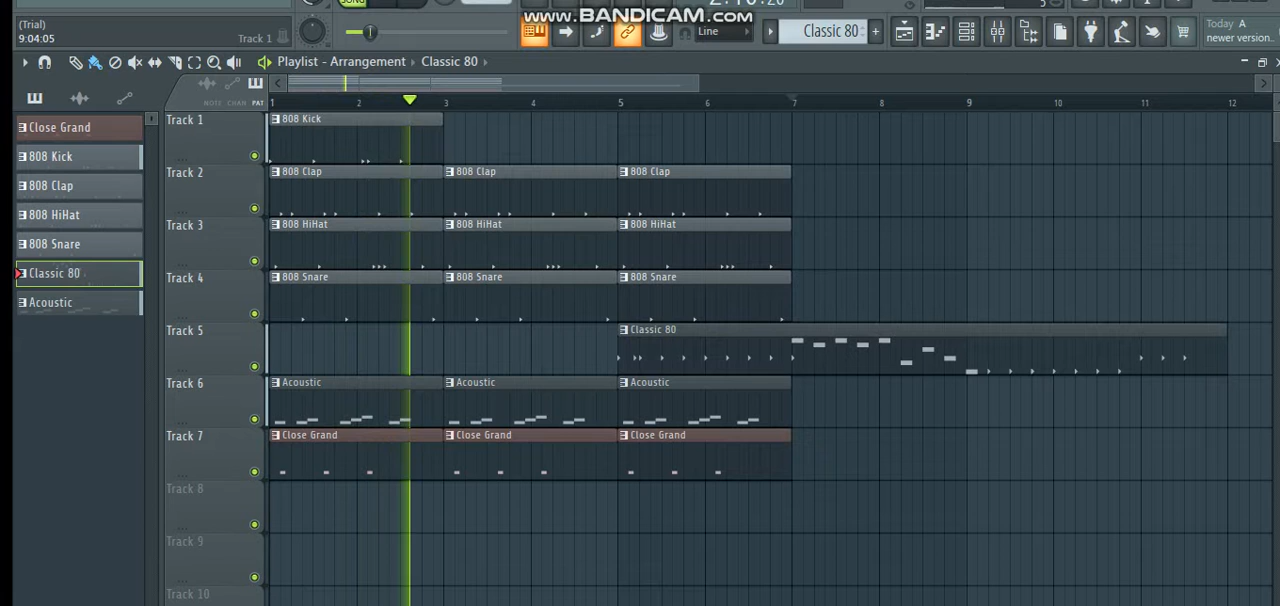 (Trial)
9:04:05
Track 1
SONG
www.BANDICAM.com
Line
Classic 80
5
Today A
newer version..
Playlist - Arrangement › Classic 80 ›
NOTE CHAN PAT
1 2 3 4 5 6 7 8 9 10 11 12
Close Grand
808 Kick
808 Clap
808 HiHat
808 Snare
Classic 80
Acoustic
Track 1
808 Kick
Track 2
808 Clap 808 Clap 808 Clap
Track 3
808 HiHat 808 HiHat 808 HiHat
Track 4
808 Snare 808 Snare 808 Snare
Track 5
Classic 80
Track 6
Acoustic Acoustic Acoustic
Track 7
Close Grand Close Grand Close Grand
Track 8
Track 9
Track 10